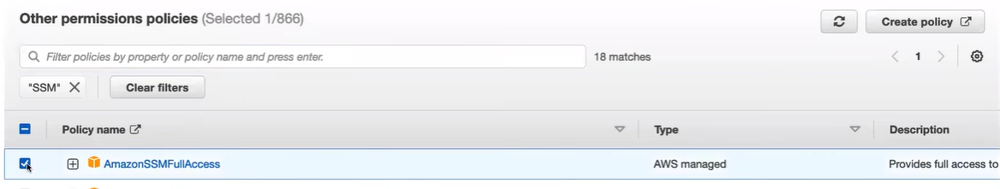 Other permissions policies (Selected 1/866)
Create policy
Filter policies by property or policy name and press enter.
18 matches
1
"SSM"
Clear filters
Policy name
Type
Description
AmazonSSMFullAccess
AWS managed
Provides full access to